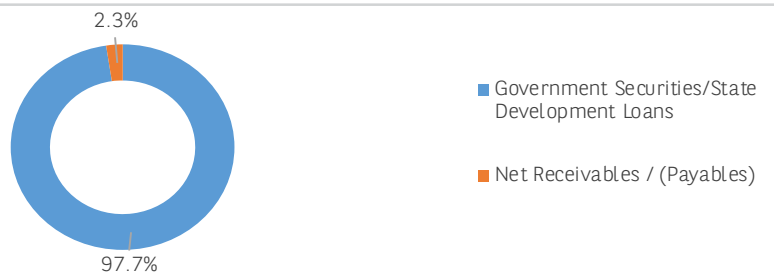 2.3%
Government Securities/State
Development Loans
Net Receivables / (Payables)
97.7%